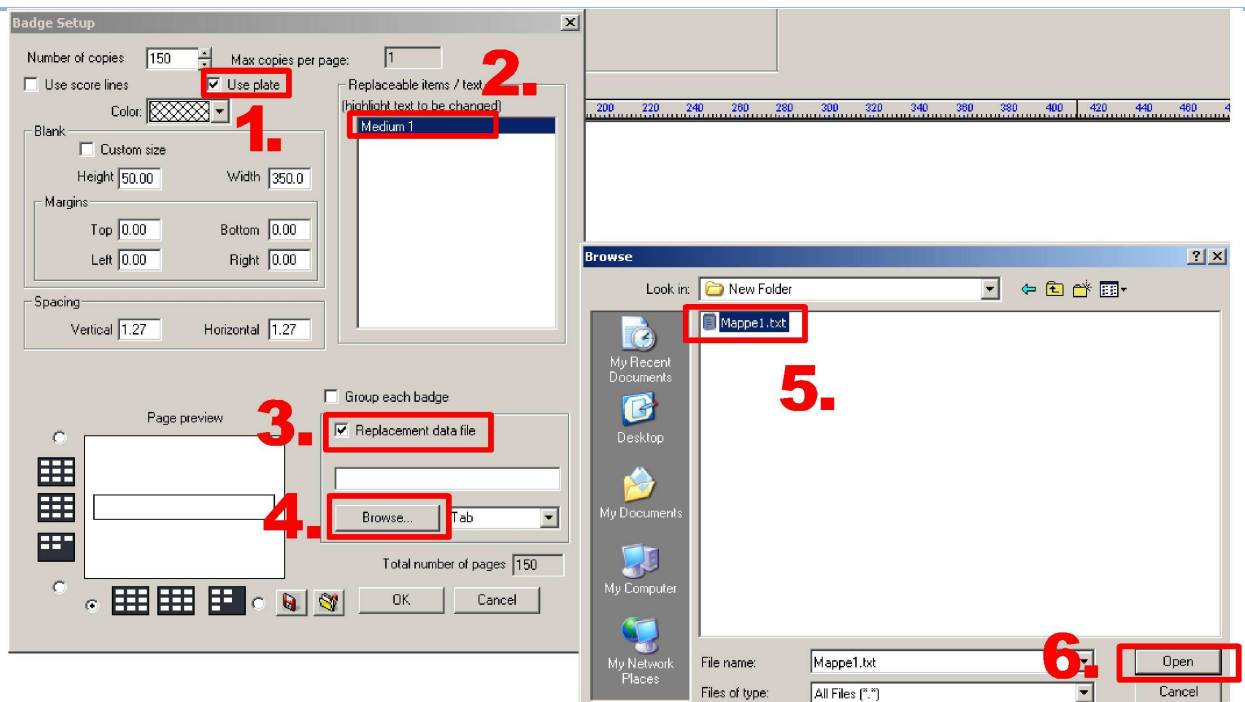 Badge Setup
Number of copies 150 Max copies per page: 1
Use score lines Use plate
Color:
1.
Blank
Custom size
Height 50.00 Width 350.0
Margins
Top 0.00 Bottom 0.00
Left 0.00 Right 0.00
Spacing
Vertical 1.27 Horizontal 1.27
2.
Replaceable items / text
(highlight text to be changed)
Medium 1
Page preview
Group each badge
3.
Replacement data file
4.
Browse... Tab
Total number of pages 150
OK Cancel
200 220 240 260 280 300 320 340 360 380 400 420 440 460 4
Browse
Look in: New Folder
Mappe1.txt
5.
My Recent
Documents
Desktop
My Documents
My Computer
My Network
Places
File name: Mappe1.txt
6.
Open
Files of type: All Files (*.*)
Cancel